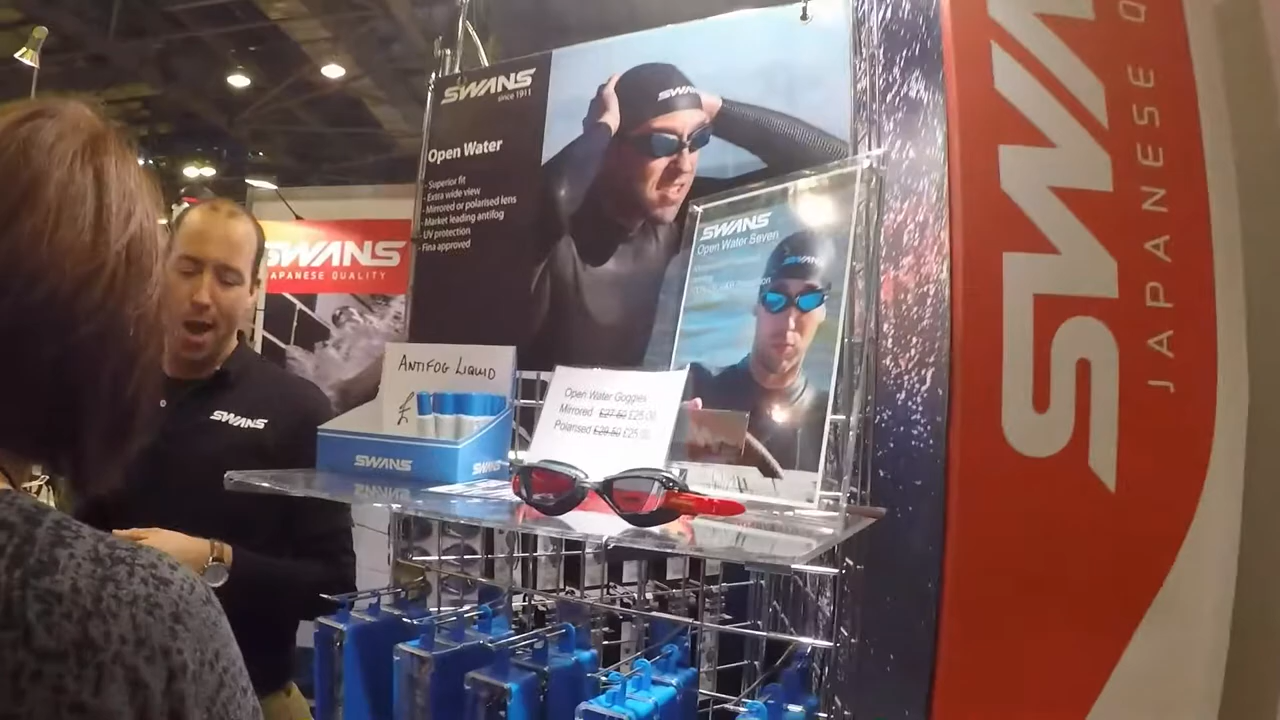 SWANS
since 1911
Open Water
- Superior fit
- Extra wide view
- Mirrored or polarised lens
- Market leading antifog
- UV protection
- Fina approved
SWANS
SWANS
JAPANESE QUALITY
SWANS
Open Water Seven
SWANS
SWANS
ANTIFOG LIQUID
£
SWANS
SWANS
Open Water Goggles
Mirrored £27.50 £25.00
Polarised £29.50 £25.00
SWA
JAPANESE Q